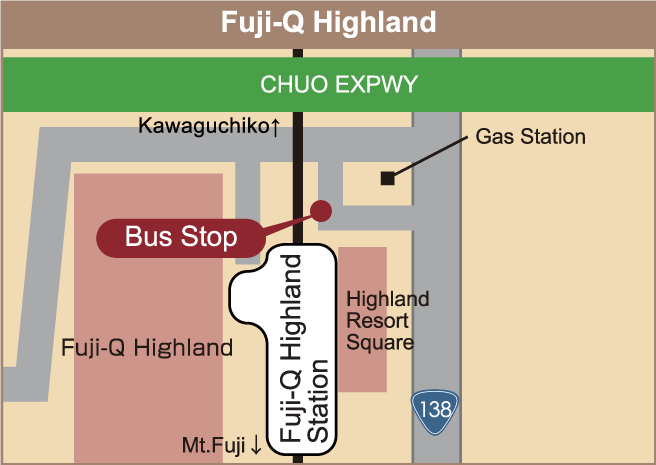 Fuji-Q Highland
CHUO EXPWY
Kawaguchiko↑
Gas Station
Bus Stop
Fuji-Q Highland
Fuji-Q Highland
Station
Highland
Resort
Square
138
Mt.Fuji↓